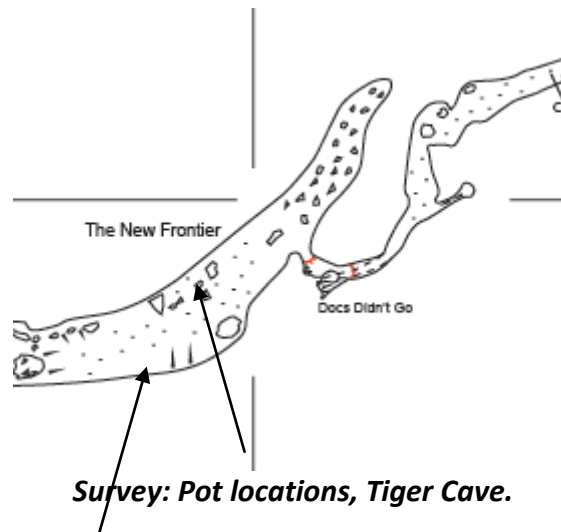 The New Frontier
Docs Didn't Go
Survey: Pot locations, Tiger Cave.